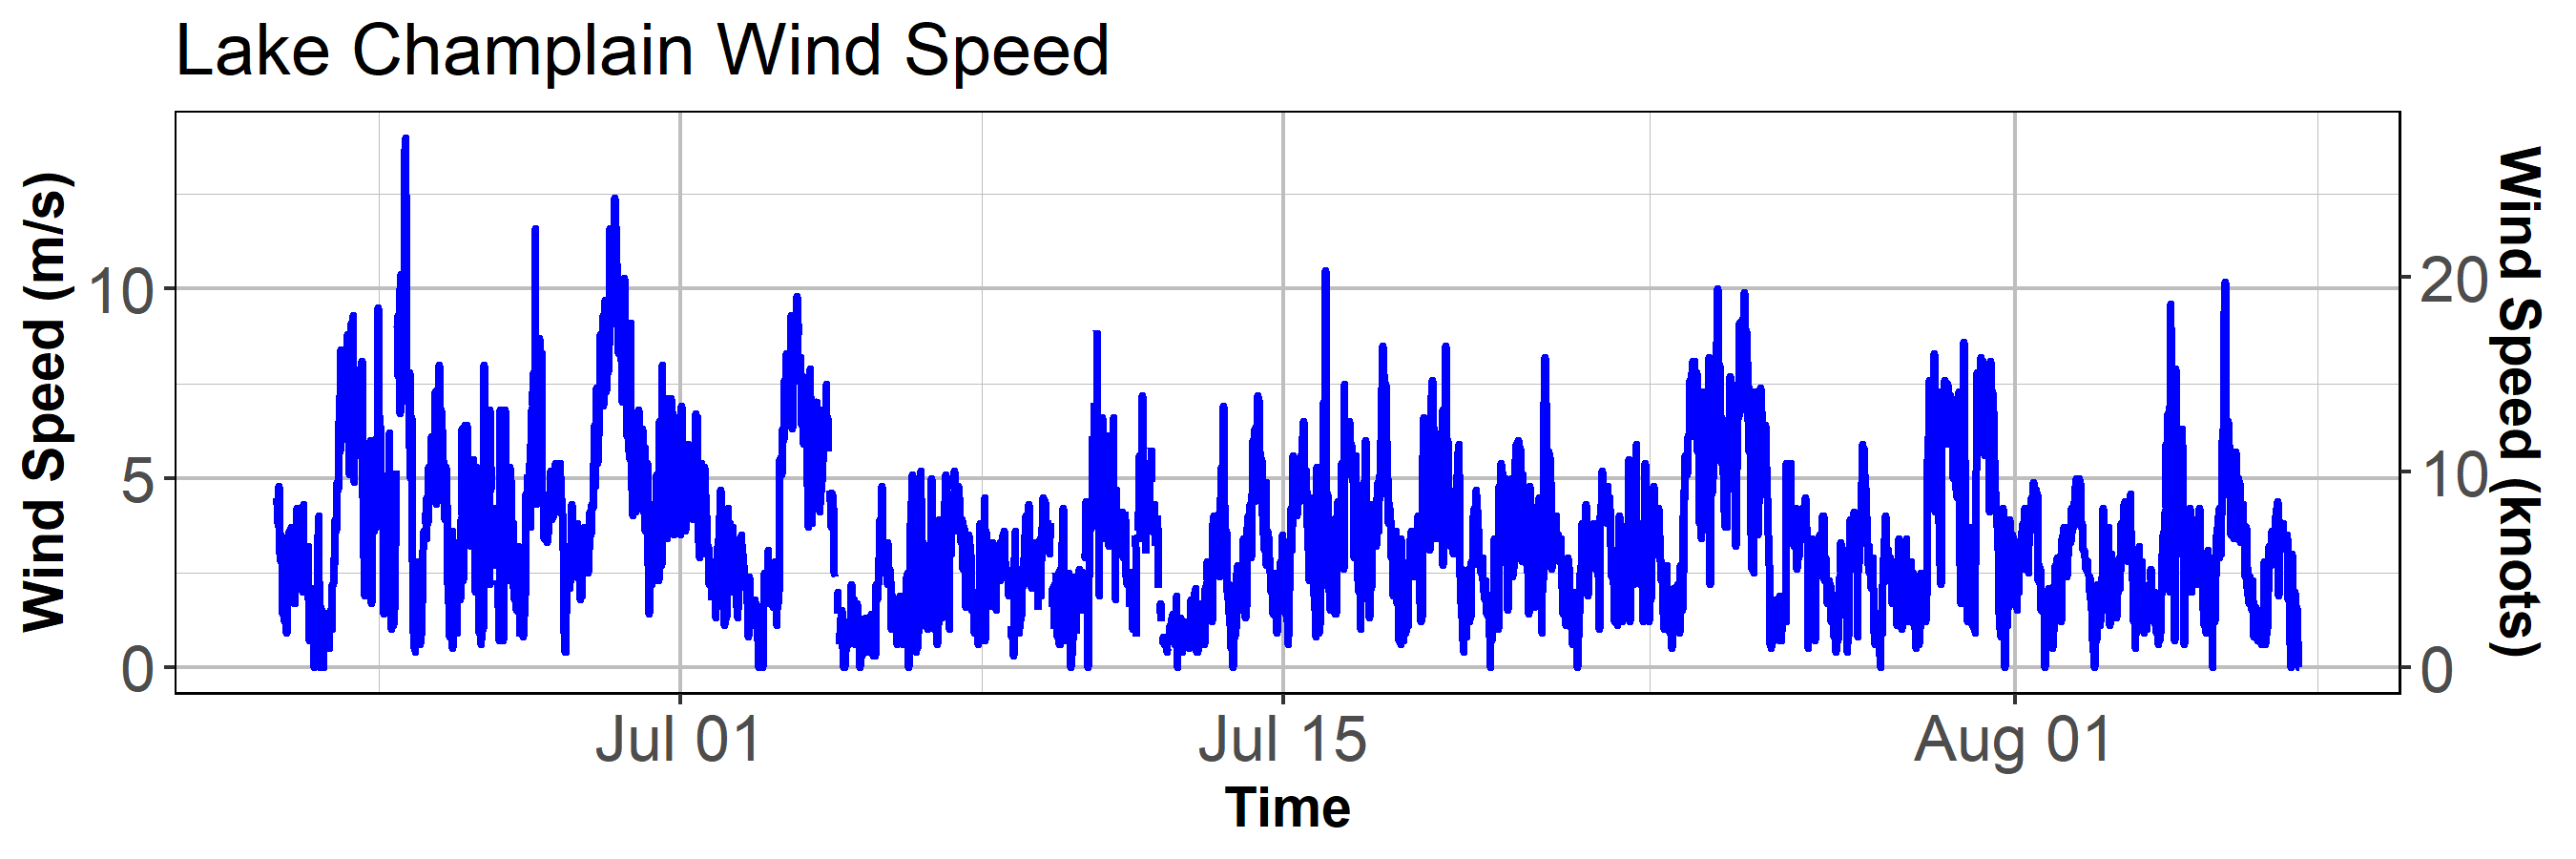 Lake Champlain Wind Speed
Wind Speed (m/s)
10
5
0
20
10
0
Wind Speed (knots)
Jul 01
Jul 15
Aug 01
Time